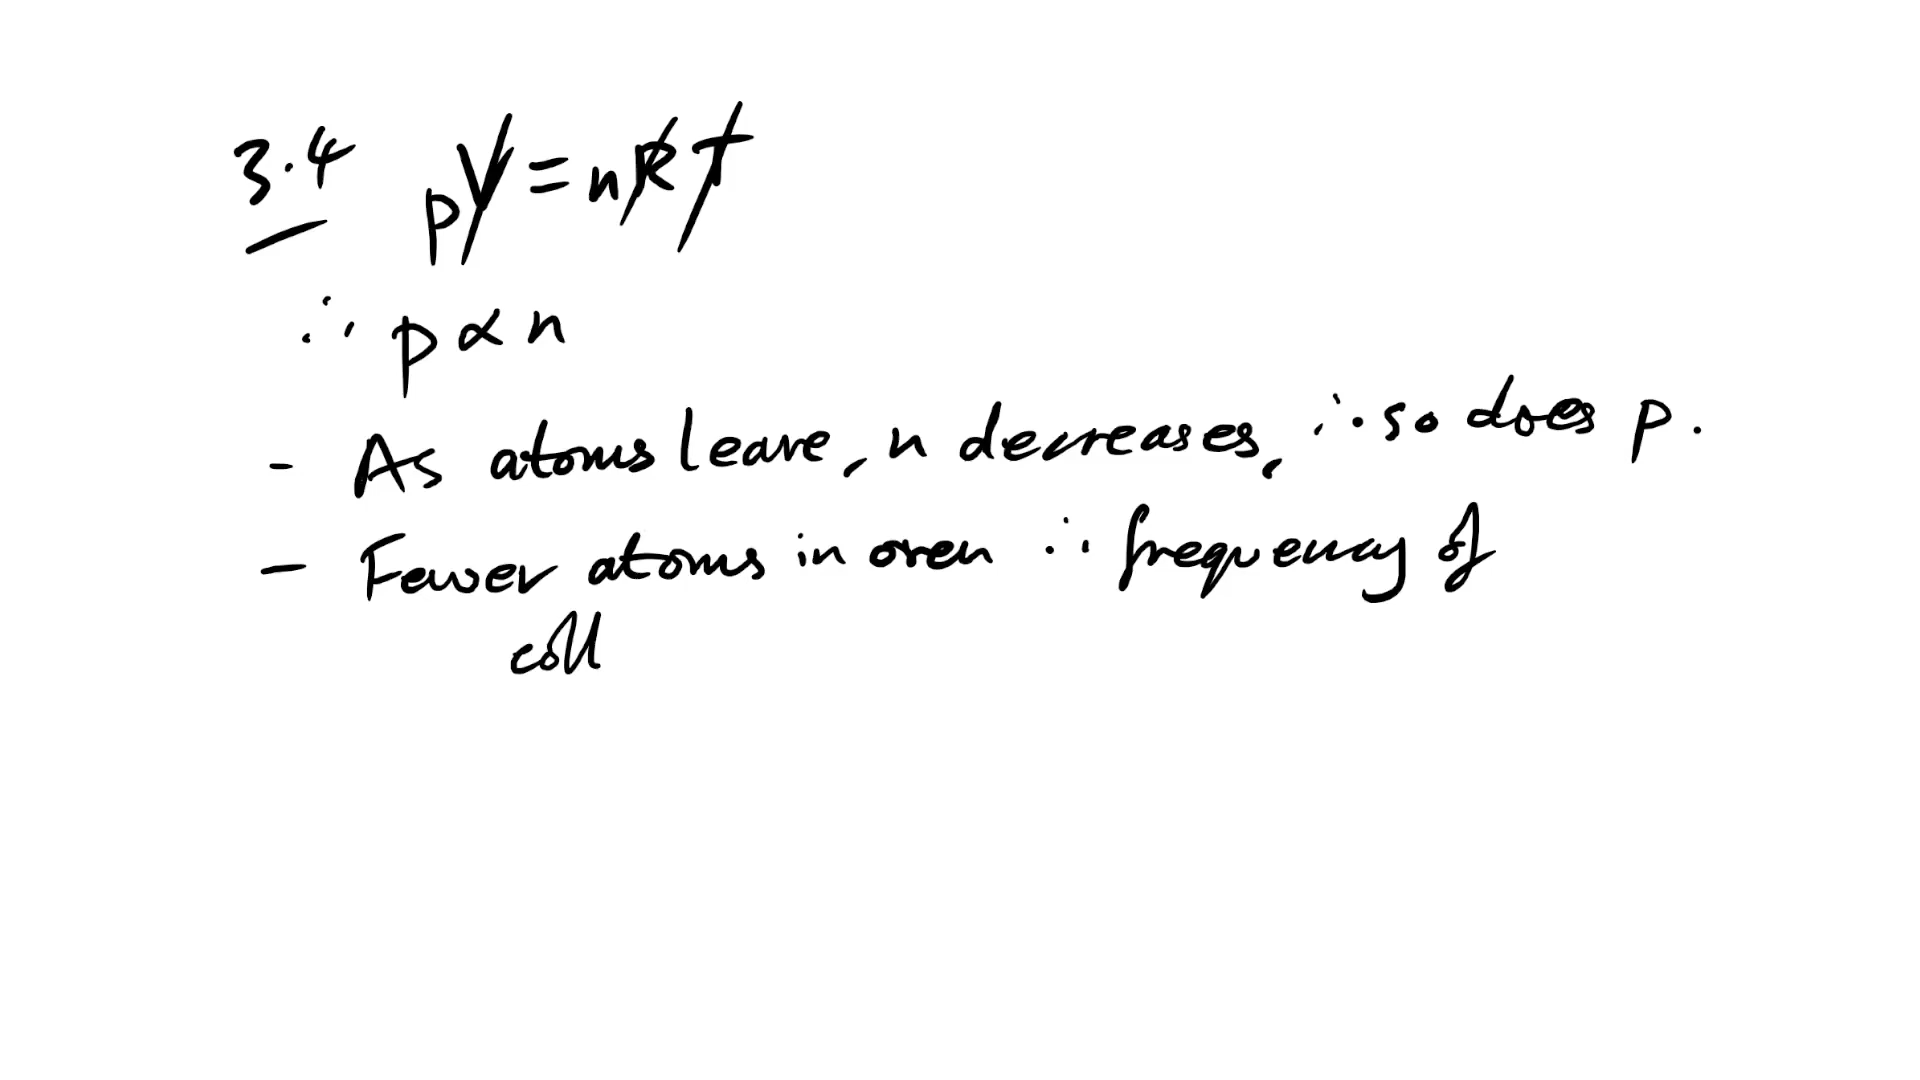 3.4 pV = nRT
∴ p ∝ n
- As atoms leave, n decreases, ∴ so does p.
- Fewer atoms in oven ∴ frequency of
coll